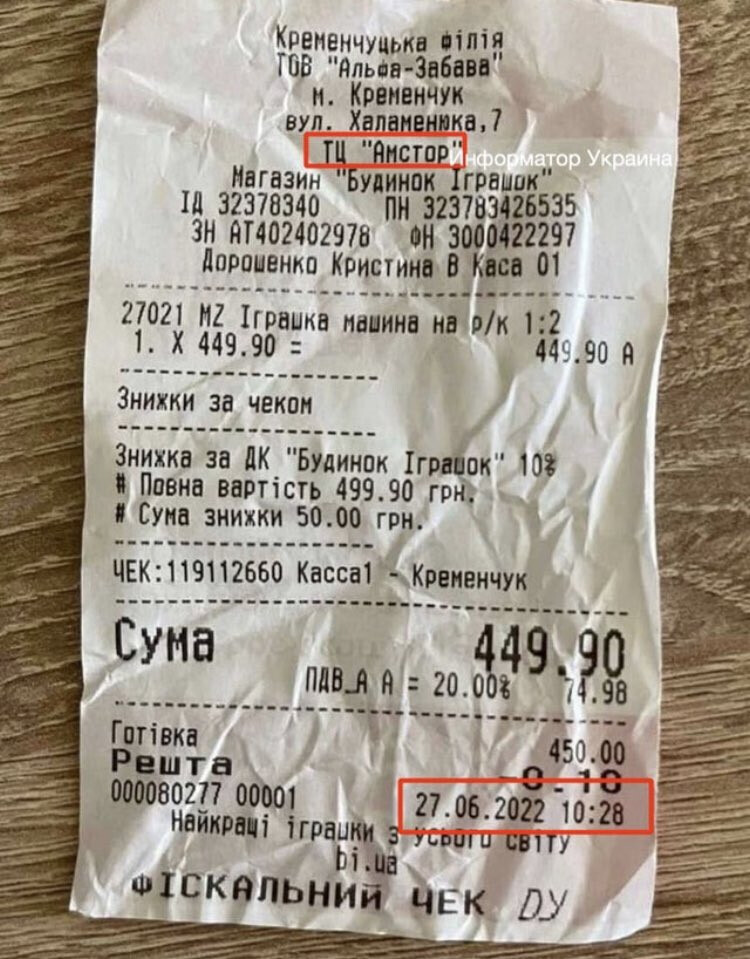 Кременчуцька філія
ТОВ "Альфа-Забава"
м. Кременчук
вул. Халаменюка,7
ТЦ "Амстор"
Информатор Украина
Магазин "Будинок Іграшок"
ІД 32378340 ПН 323783426535
ЗН АТ402402978 ФН 3000422297
Дорошенко Кристина В Каса 01
27021 MZ Іграшка машина на р/к 1:2
1. X 449.90 = 449.90 А
Знижки за чеком
Знижка за ДК "Будинок Іграшок" 10%
# Повна вартість 499.90 грн.
# Сума знижки 50.00 грн.
ЧЕК:119112660 Касса1 - Кременчук
Сума 449.90
ПДВ_А А = 20.00% 74.98
Готівка 450.00
Решта 0.10
000080277 00001 27.06.2022 10:28
Найкращі іграшки з усього світу
bi.ua
ФІСКАЛЬНИЙ ЧЕК